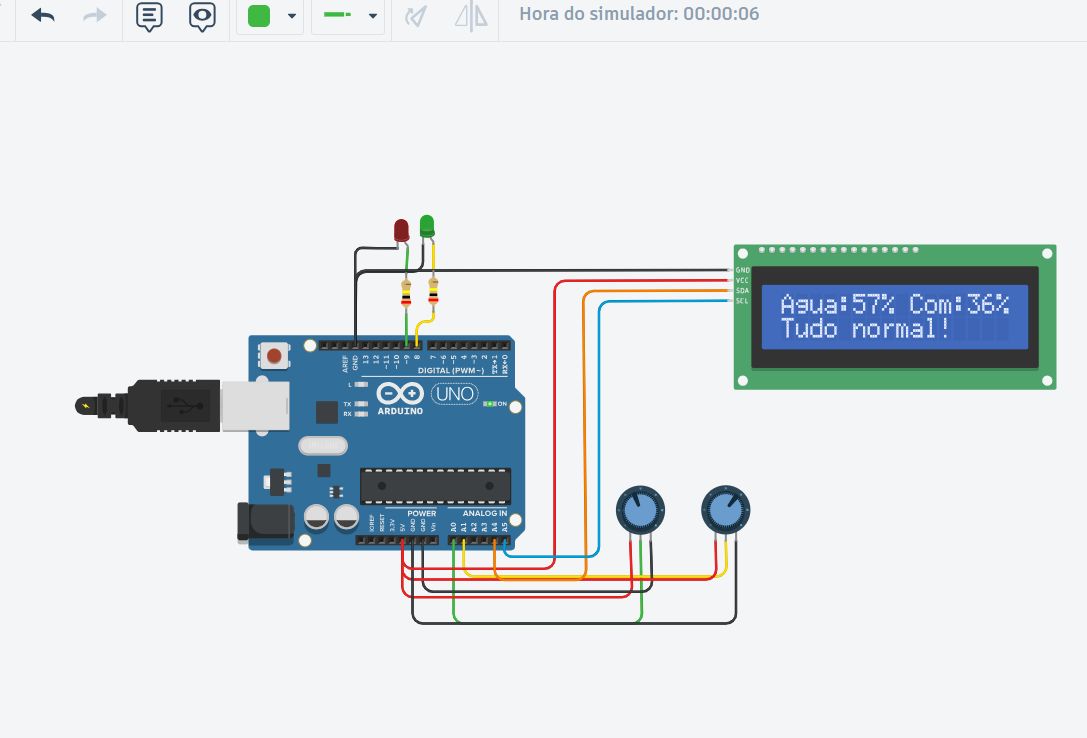 Hora do simulador: 00:00:06
GND
VCC
SDA
SCL
Agua:57% Com:36%
Tudo normal!
AREF
GND
13
12
~11
~10
~9
8
7
~6
~5
4
~3
2
TX→1
RX←0
DIGITAL (PWM~)
L
TX
RX
ARDUINO
UNO
ON
POWER
ANALOG IN
IOREF
RESET
3.3V
5V
GND
GND
Vin
A0
A1
A2
A3
A4
A5